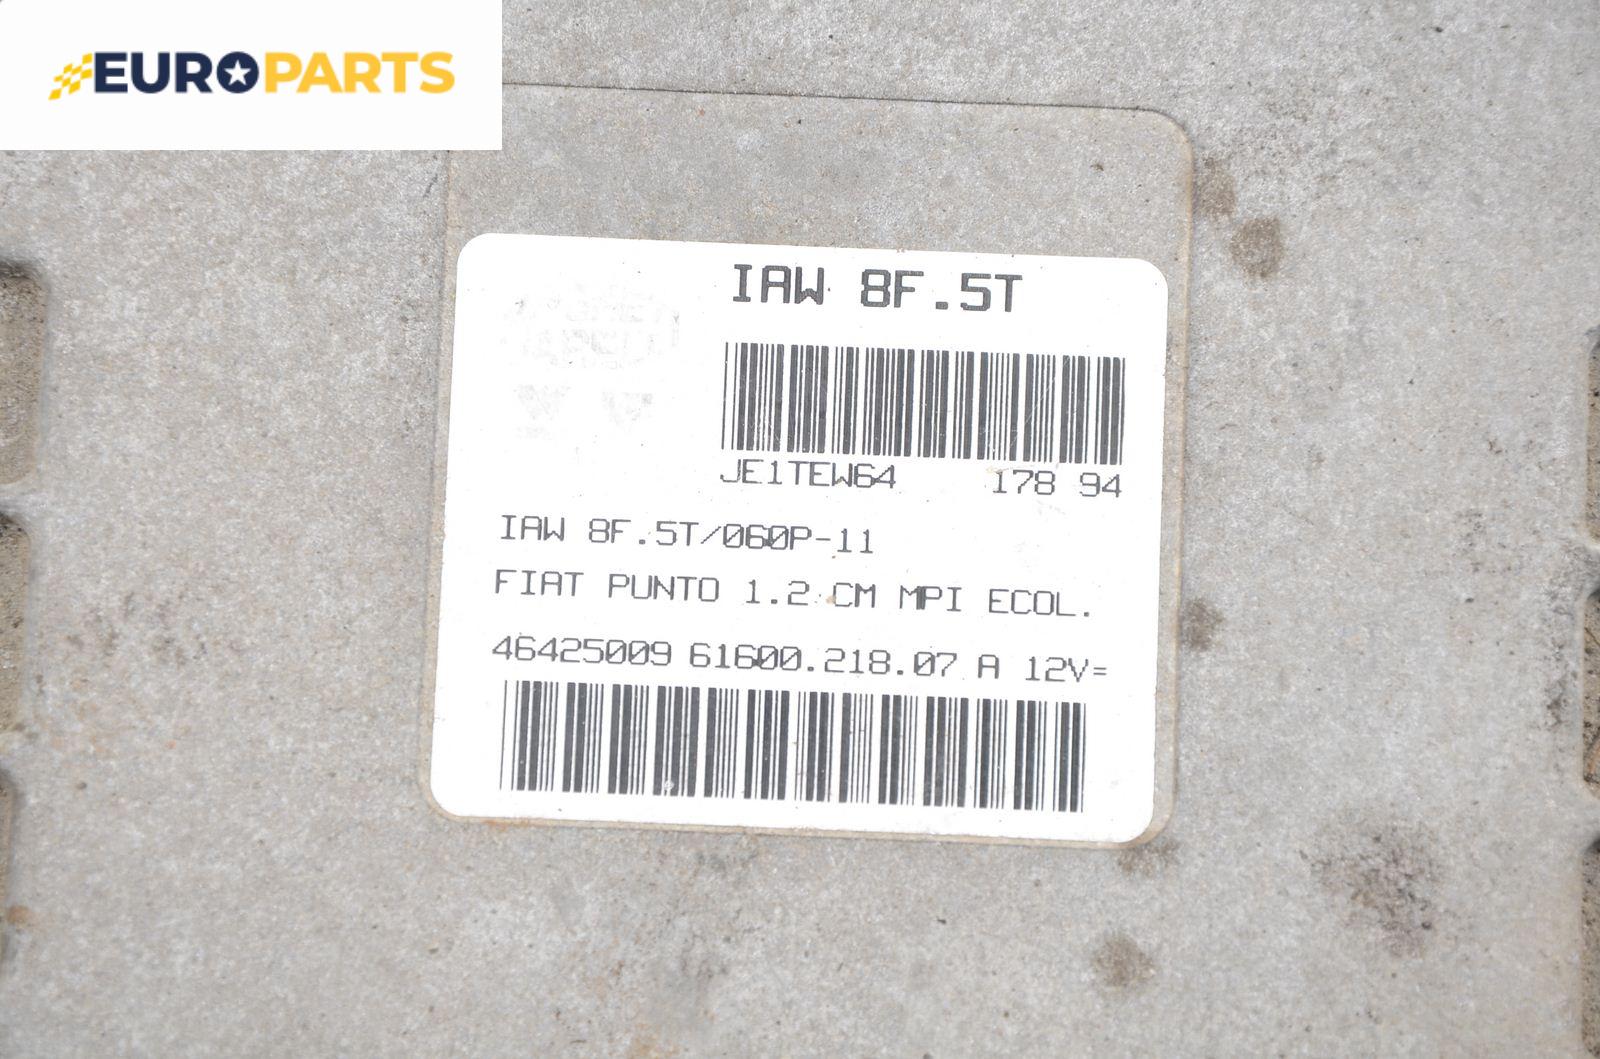 EUROPARTS
IAW 8F.5T
JE1TEW64 178 94
IAW 8F.5T/060P-11
FIAT PUNTO 1.2 CM MPI ECOL.
46425009 61600.218.07 A 12V=